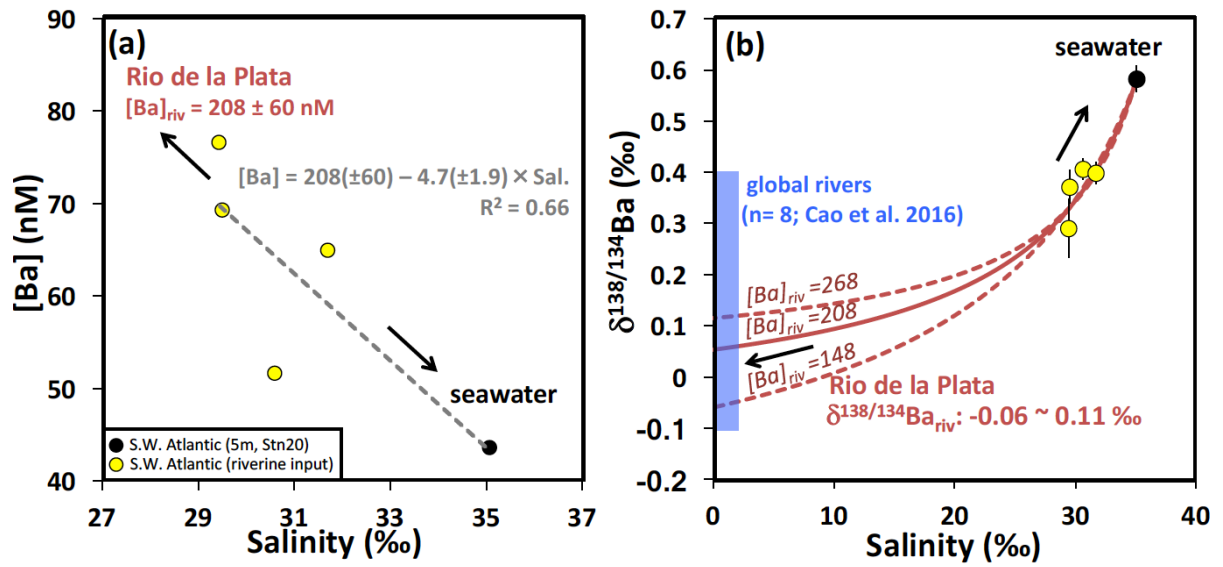 (a)
Rio de la Plata
[Ba]riv = 208 ± 60 nM
[Ba] = 208(±60) – 4.7(±1.9) × Sal.
R² = 0.66
seawater
S.W. Atlantic (5m, Stn20)
S.W. Atlantic (riverine input)
[Ba] (nM)
90
80
70
60
50
40
27 29 31 33 35 37
Salinity (‰)
(b)
seawater
global rivers
(n= 8; Cao et al. 2016)
[Ba]riv =268
[Ba]riv =208
[Ba]riv =148
Rio de la Plata
δ138/134Bariv: -0.06 ~ 0.11 ‰
δ138/134Ba (‰)
0.7
0.6
0.5
0.4
0.3
0.2
0.1
0
-0.1
-0.2
0 10 20 30 40
Salinity (‰)